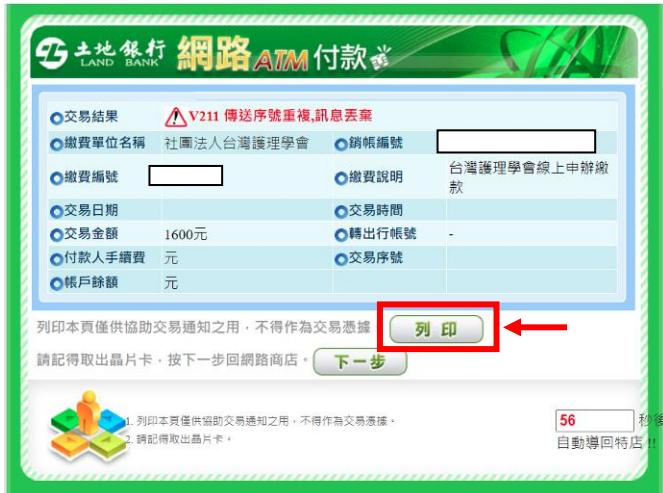 土地銀行 網路ATM付款
LAND BANK
交易結果 V211 傳送序號重複,訊息丟棄
繳費單位名稱 社團法人台灣護理學會 銷帳編號
繳費編號 繳費說明 台灣護理學會線上申辦繳
款
交易日期 交易時間
交易金額 1600元 轉出行帳號 -
付款人手續費 元 交易序號
帳戶餘額 元
列印本頁僅供協助交易通知之用，不得作為交易憑據。 列印
請記得取出晶片卡，按下一步回網路商店。 下一步
1. 列印本頁僅供協助交易通知之用，不得作為交易憑據。 56 秒後
2. 請記得取出晶片卡。 自動導回特店 !!